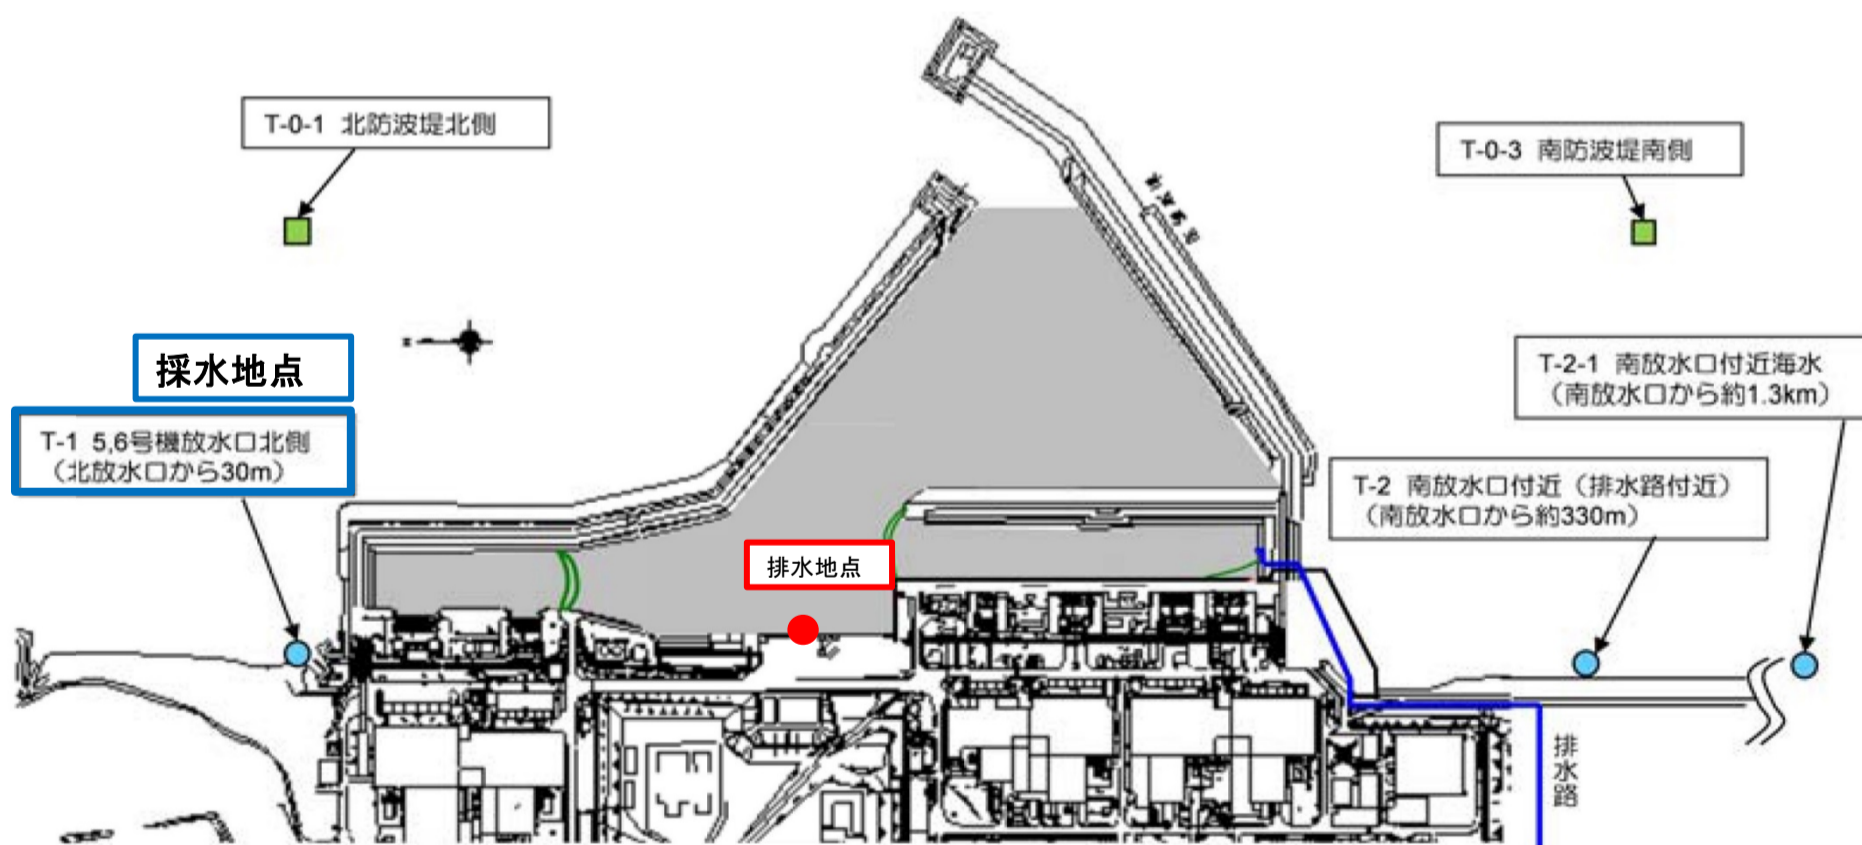 T-0-1 北防波堤北側
T-0-3 南防波堤南側
採水地点
T-1 5,6号機放水口北側
（北放水口から30m）
T-2-1 南放水口付近海水
（南放水口から約1.3km）
T-2 南放水口付近（排水路付近）
（南放水口から約330m）
排水地点
排水路